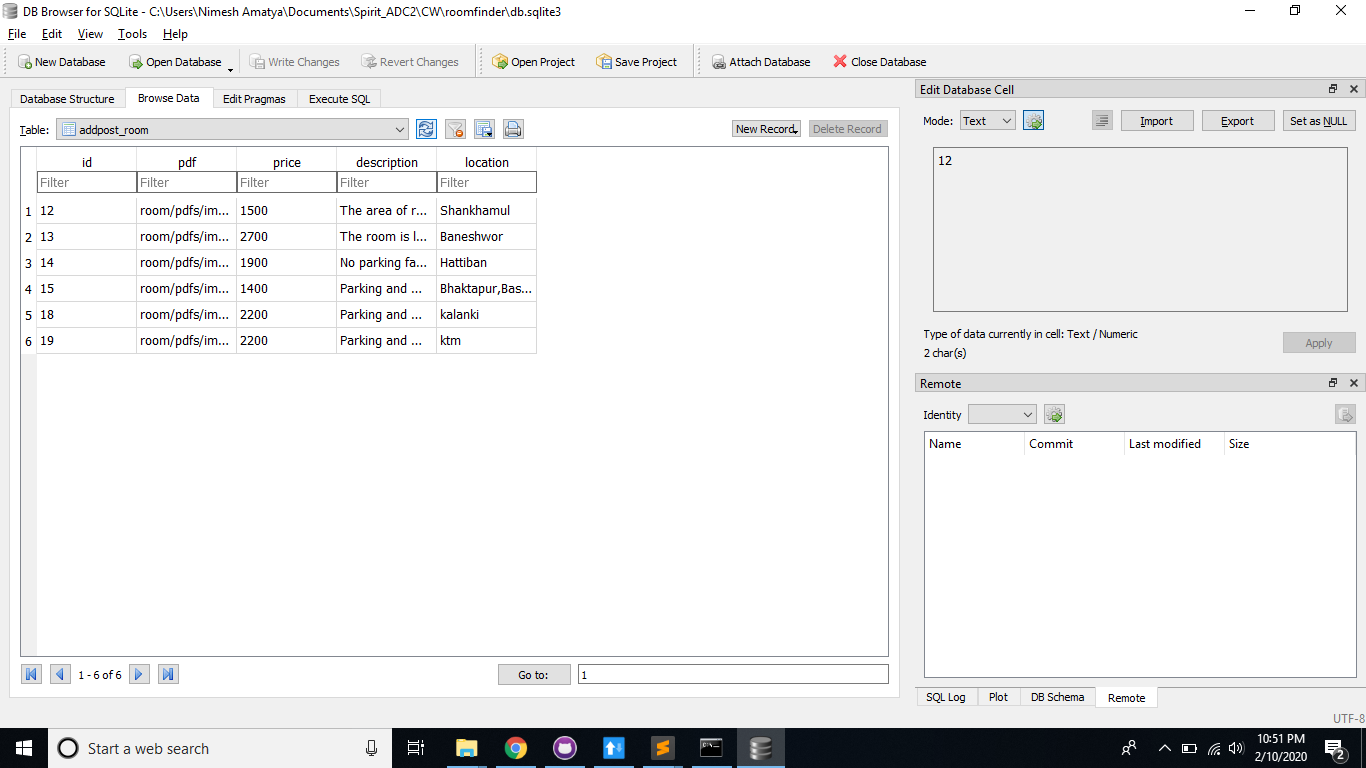 DB Browser for SQLite - C:\Users\Nimesh Amatya\Documents\Spirit_ADC2\CW\roomfinder\db.sqlite3
File Edit View Tools Help
New Database Open Database Write Changes Revert Changes Open Project Save Project Attach Database Close Database
Database Structure Browse Data Edit Pragmas Execute SQL
Table: addpost_room New Record Delete Record
id pdf price description location
Filter Filter Filter Filter Filter
1 12 room/pdfs/im... 1500 The area of r... Shankhamul
2 13 room/pdfs/im... 2700 The room is l... Baneshwor
3 14 room/pdfs/im... 1900 No parking fa... Hattiban
4 15 room/pdfs/im... 1400 Parking and ... Bhaktapur,Bas...
5 18 room/pdfs/im... 2200 Parking and ... kalanki
6 19 room/pdfs/im... 2200 Parking and ... ktm
1 - 6 of 6 Go to: 1
Edit Database Cell
Mode: Text Import Export Set as NULL
12
Type of data currently in cell: Text / Numeric
2 char(s)
Apply
Remote
Identity
Name Commit Last modified Size
SQL Log Plot DB Schema Remote
UTF-8
Start a web search
10:51 PM
2/10/2020
2